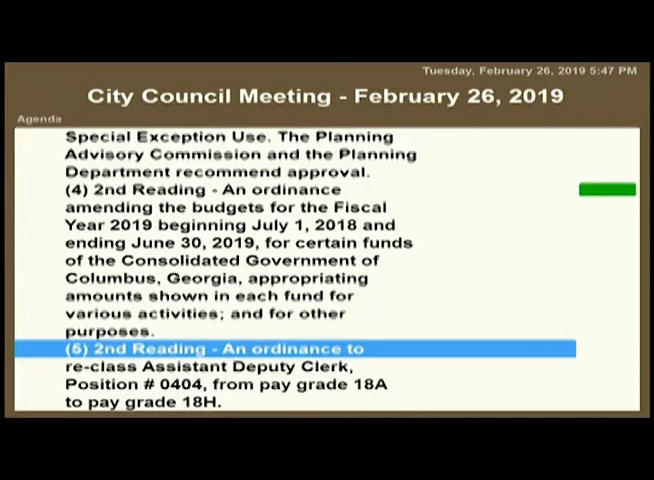 Tuesday, February 26, 2019 5:47 PM
City Council Meeting - February 26, 2019
Agenda
Special Exception Use. The Planning
Advisory Commission and the Planning
Department recommend approval.
(4) 2nd Reading - An ordinance
amending the budgets for the Fiscal
Year 2019 beginning July 1, 2018 and
ending June 30, 2019, for certain funds
of the Consolidated Government of
Columbus, Georgia, appropriating
amounts shown in each fund for
various activities; and for other
purposes.
(5) 2nd Reading - An ordinance to
re-class Assistant Deputy Clerk,
Position # 0404, from pay grade 18A
to pay grade 18H.